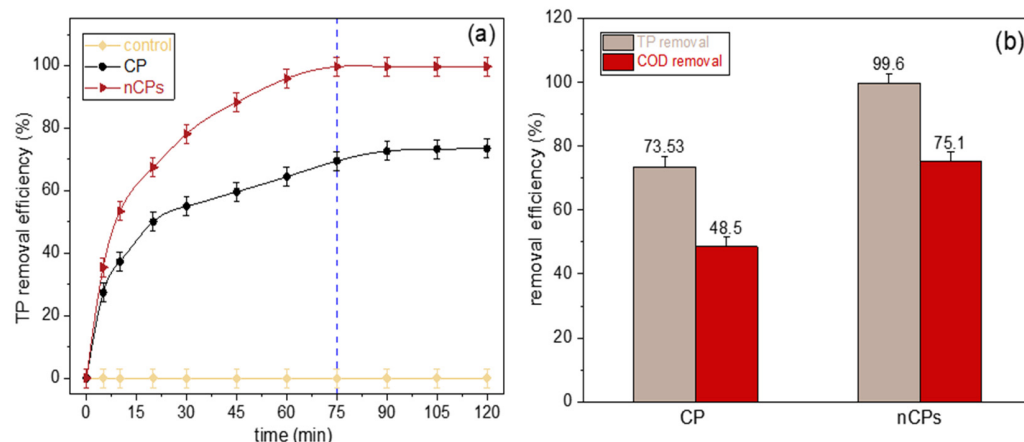 (a)
control
CP
nCPs
TP removal efficiency (%)
100
80
60
40
20
0
0 15 30 45 60 75 90 105 120
time (min)
(b)
TP removal
COD removal
removal efficiency (%)
120
100
80
60
40
20
0
73.53
48.5
99.6
75.1
CP nCPs